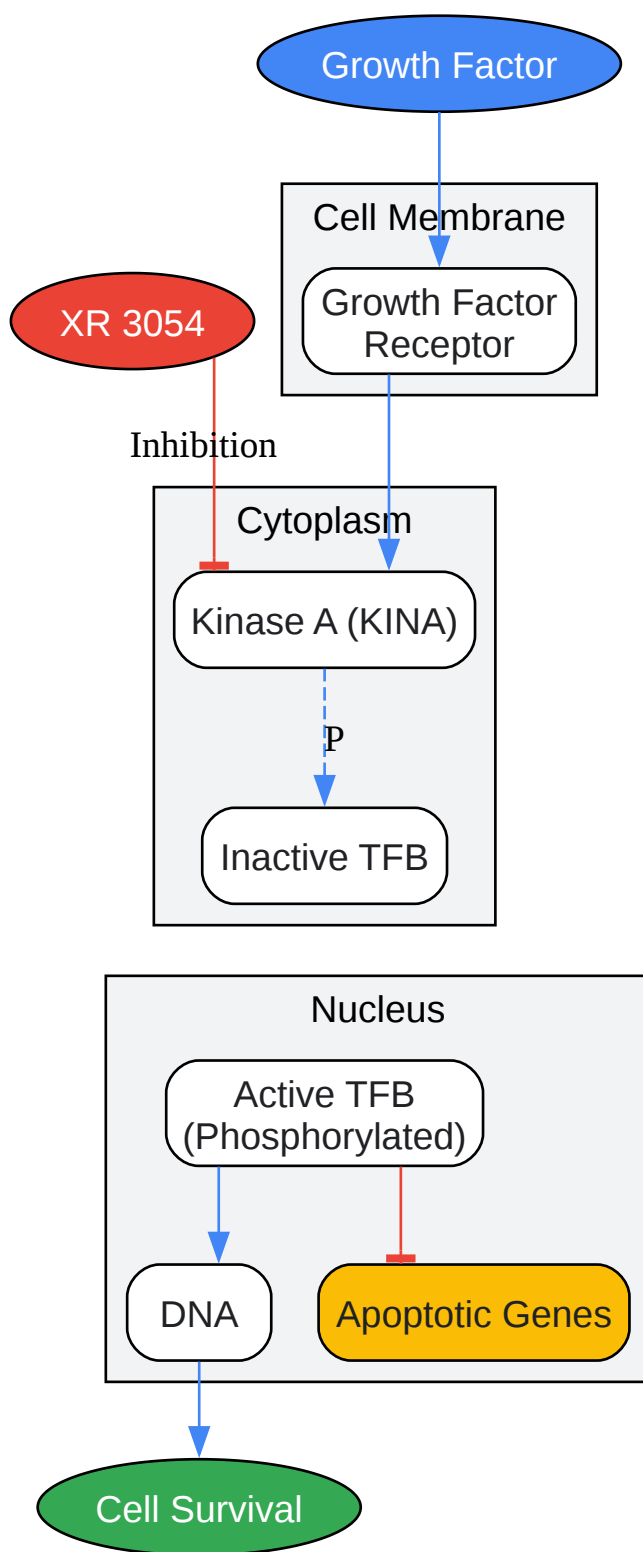 Growth Factor
Cell Membrane
Growth Factor
Receptor
XR 3054
Inhibition
Cytoplasm
Kinase A (KINA)
P
Inactive TFB
Nucleus
Active TFB
(Phosphorylated)
DNA
Apoptotic Genes
Cell Survival